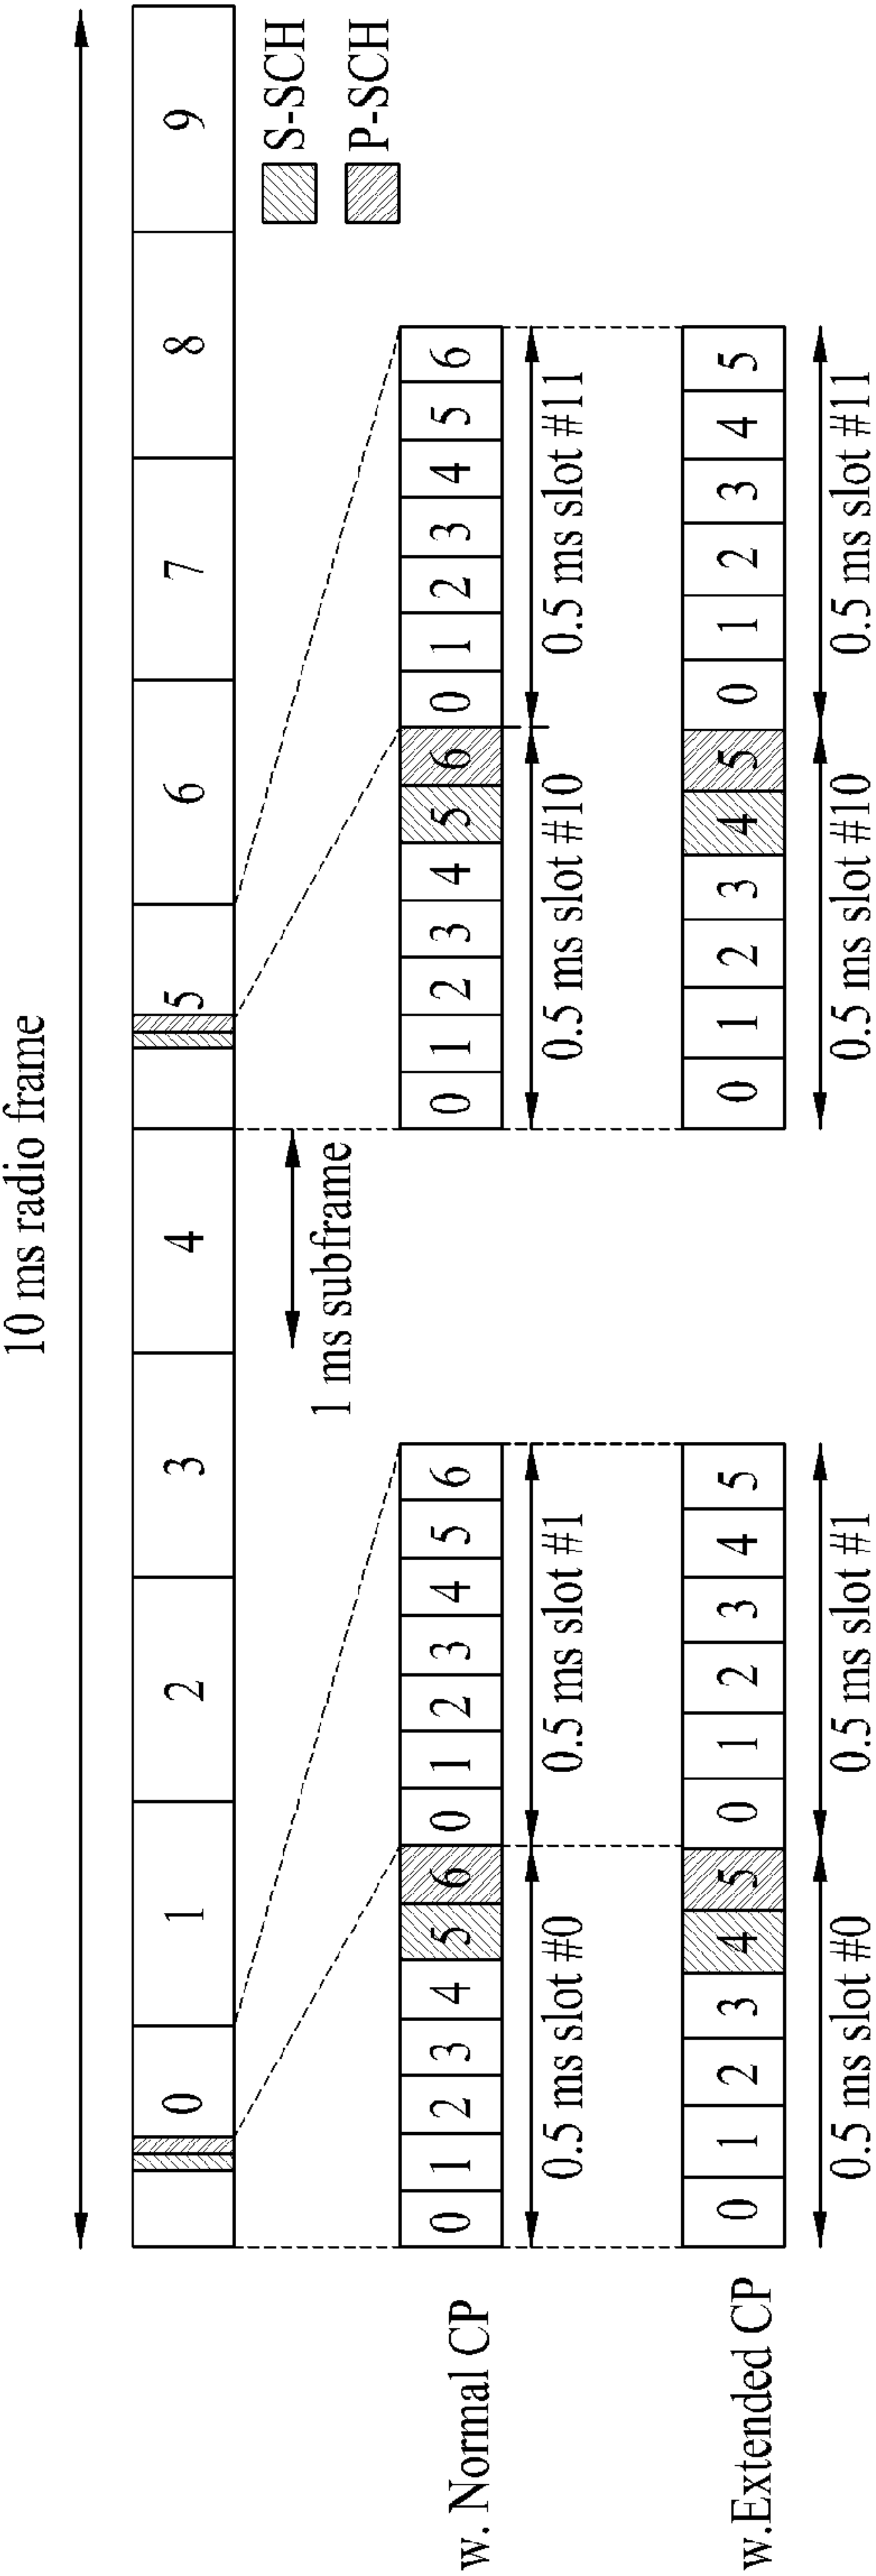 10 ms radio frame
0 1 2 3 4 5 6 7 8 9
1 ms subframe
S-SCH
P-SCH
w. Normal CP
0 1 2 3 4 5 6 0 1 2 3 4 5 6
0 1 2 3 4 5 6 0 1 2 3 4 5 6
0.5 ms slot #0
0.5 ms slot #1
0.5 ms slot #10
0.5 ms slot #11
w.Extended CP
0 1 2 3 4 5 0 1 2 3 4 5
0 1 2 3 4 5 0 1 2 3 4 5
0.5 ms slot #0
0.5 ms slot #1
0.5 ms slot #10
0.5 ms slot #11